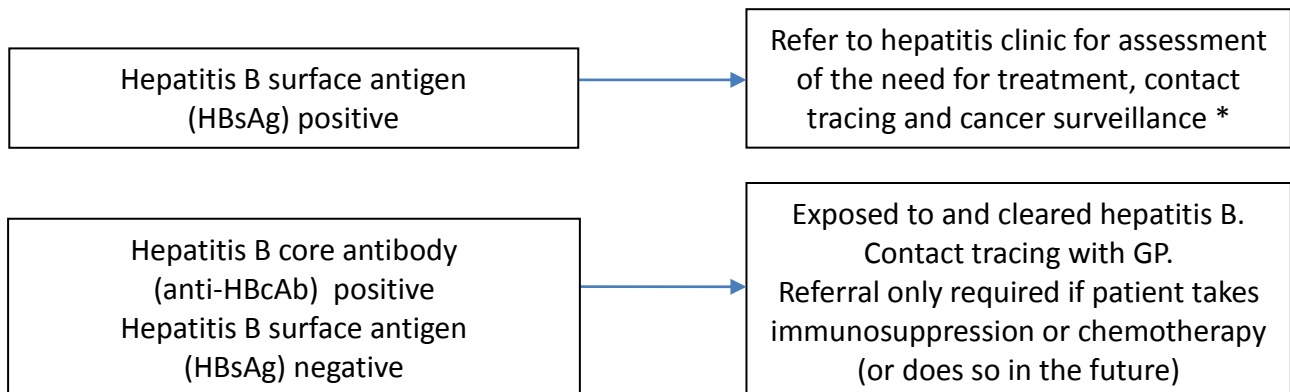 Hepatitis B surface antigen
(HBsAg) positive
Refer to hepatitis clinic for assessment
of the need for treatment, contact
tracing and cancer surveillance *
Hepatitis B core antibody
(anti-HBcAb) positive
Hepatitis B surface antigen
(HBsAg) negative
Exposed to and cleared hepatitis B.
Contact tracing with GP.
Referral only required if patient takes
immunosuppression or chemotherapy
(or does so in the future)